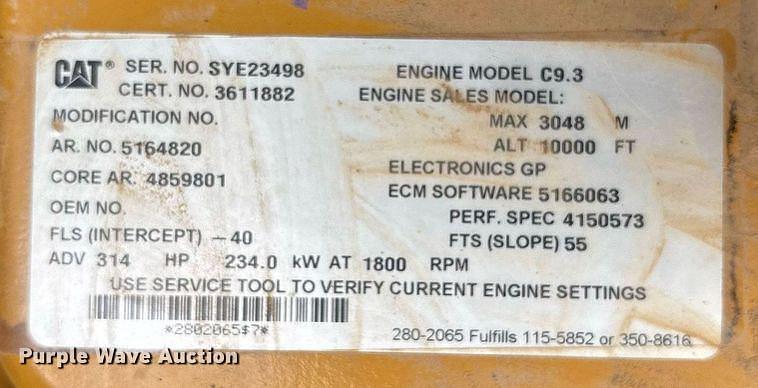 CAT® SER. NO. SYE23498 ENGINE MODEL C9.3
CERT. NO. 3611882 ENGINE SALES MODEL:
MODIFICATION NO. MAX 3048 M
AR. NO. 5164820 ALT 10000 FT
CORE AR. 4859801 ELECTRONICS GP
ECM SOFTWARE 5166063
OEM NO. PERF. SPEC 4150573
FLS (INTERCEPT) -40 FTS (SLOPE) 55
ADV 314 HP 234.0 kW AT 1800 RPM
USE SERVICE TOOL TO VERIFY CURRENT ENGINE SETTINGS
*2802065$7*
280-2065 Fulfills 115-5852 or 350-8616
Purple Wave Auction